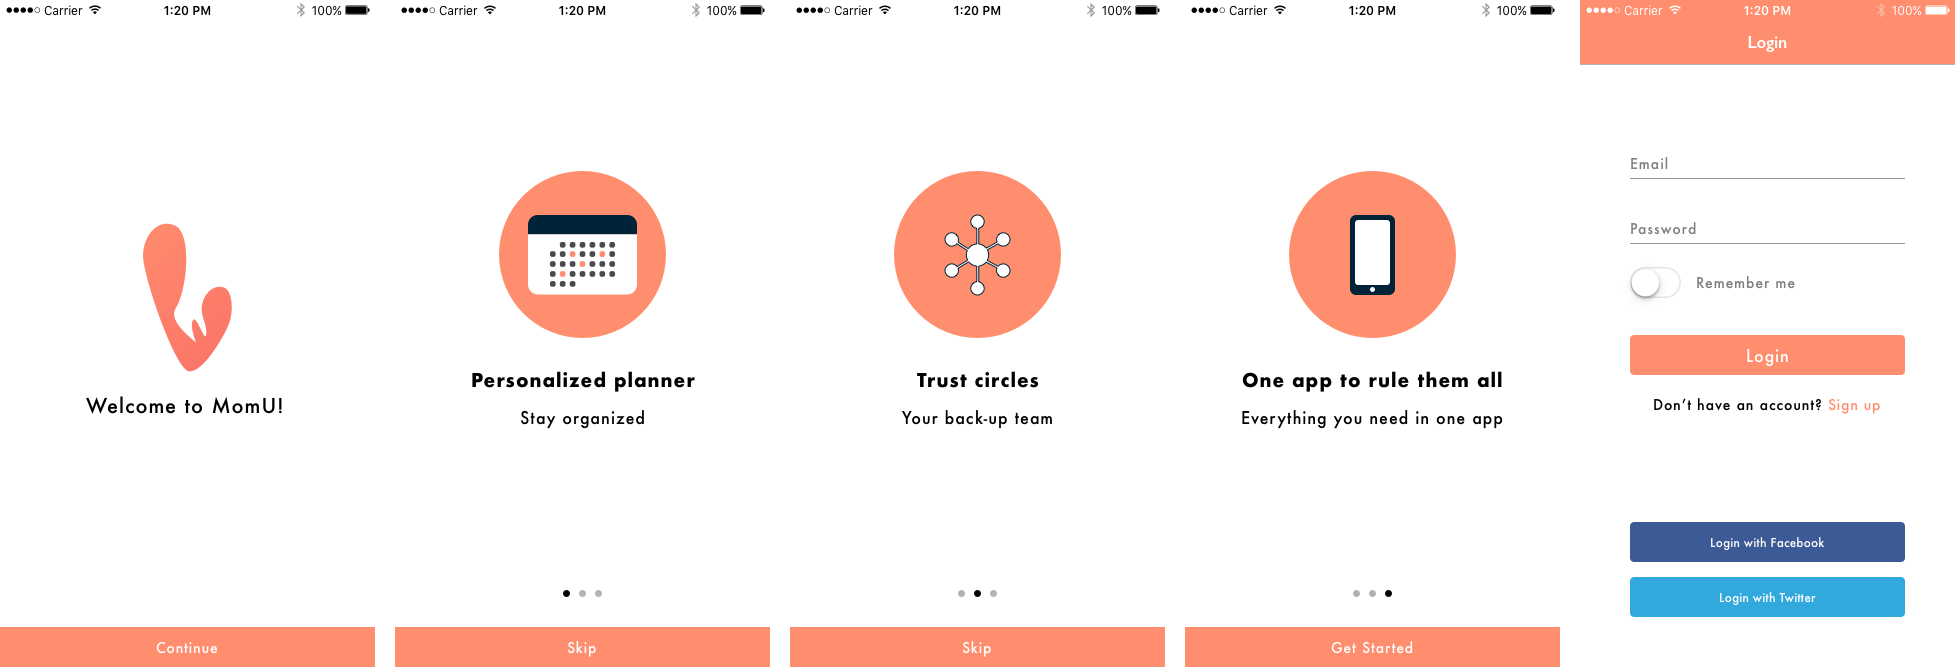 Carrier 1:20 PM 100%
Welcome to MomU!
Continue
Carrier 1:20 PM 100%
Personalized planner
Stay organized
Skip
Carrier 1:20 PM 100%
Trust circles
Your back-up team
Skip
Carrier 1:20 PM 100%
One app to rule them all
Everything you need in one app
Get Started
Carrier 1:20 PM 100%
Login
Email
Password
Remember me
Login
Don't have an account? Sign up
Login with Facebook
Login with Twitter